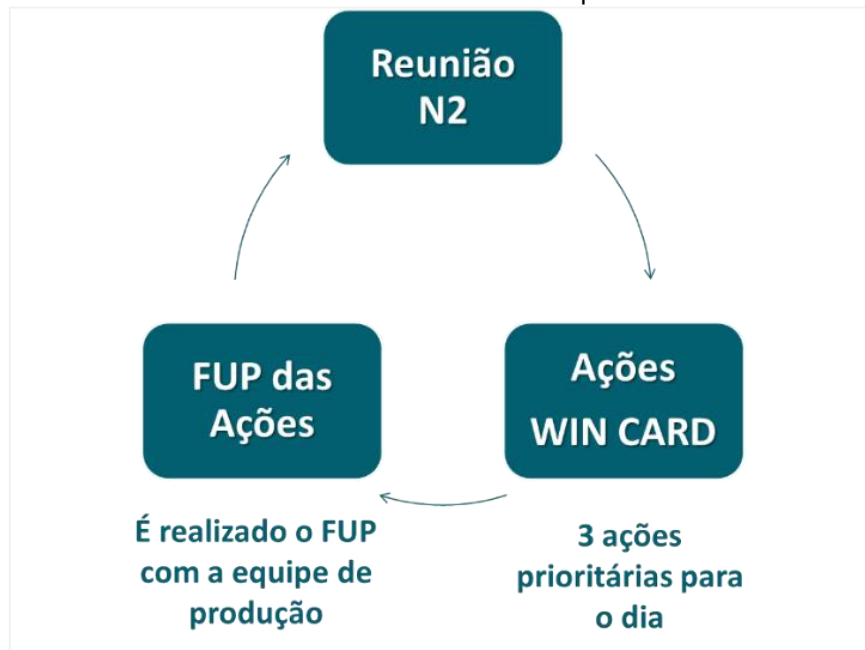 Reunião
N2
FUP das
Ações
Ações
WIN CARD
É realizado o FUP
com a equipe de
produção
3 ações
prioritárias para
o dia